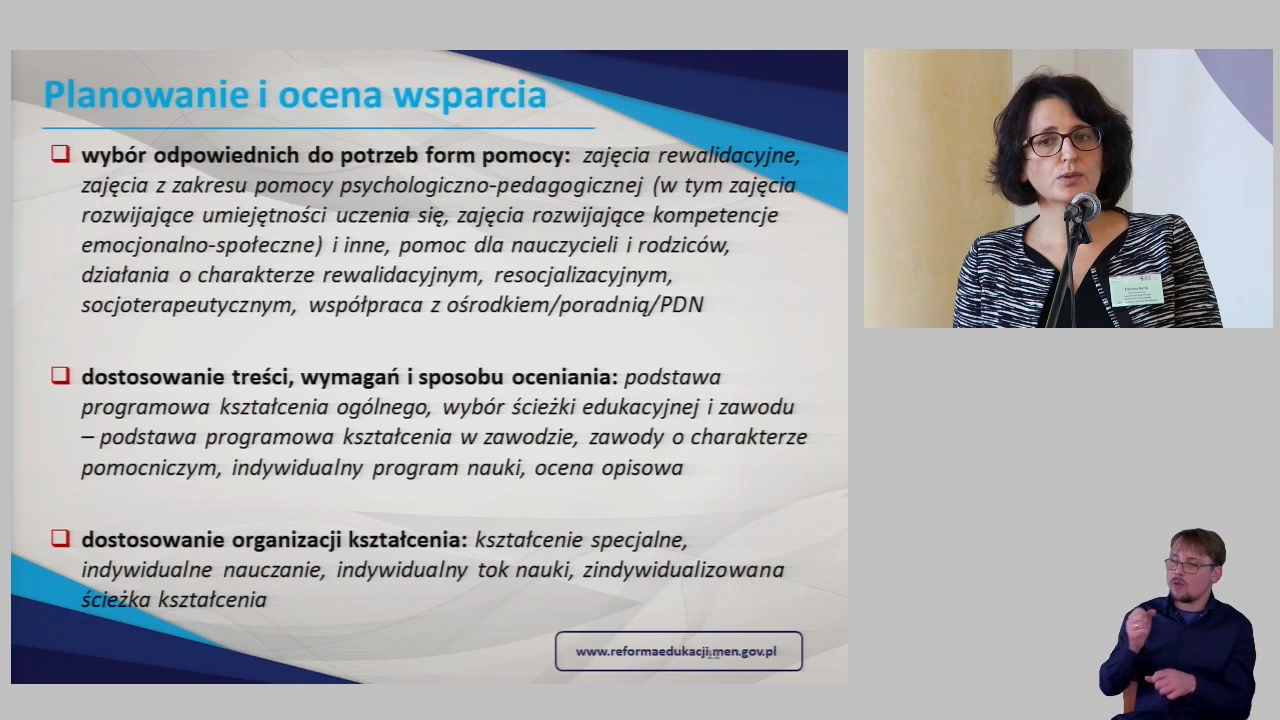 Planowanie i ocena wsparcia
wybór odpowiednich do potrzeb form pomocy: zajęcia rewalidacyjne,
zajęcia z zakresu pomocy psychologiczno-pedagogicznej (w tym zajęcia
rozwijające umiejętności uczenia się, zajęcia rozwijające kompetencje
emocjonalno-społeczne) i inne, pomoc dla nauczycieli i rodziców,
działania o charakterze rewalidacyjnym, resocjalizacyjnym,
socjoterapeutycznym, współpraca z ośrodkiem/poradnią/PDN
dostosowanie treści, wymagań i sposobu oceniania: podstawa
programowa kształcenia ogólnego, wybór ścieżki edukacyjnej i zawodu
– podstawa programowa kształcenia w zawodzie, zawody o charakterze
pomocniczym, indywidualny program nauki, ocena opisowa
dostosowanie organizacji kształcenia: kształcenie specjalne,
indywidualne nauczanie, indywidualny tok nauki, zindywidualizowana
ścieżka kształcenia
www.reformaedukacji.men.gov.pl